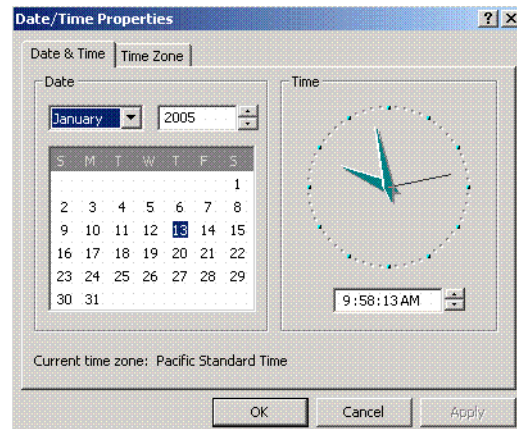 Date/Time Properties
Date & Time Time Zone
Date
Time
January 2005
S M T W T F S
1
2 3 4 5 6 7 8
9 10 11 12 13 14 15
16 17 18 19 20 21 22
23 24 25 26 27 28 29
30 31
9:58:13 AM
Current time zone: Pacific Standard Time
OK Cancel Apply